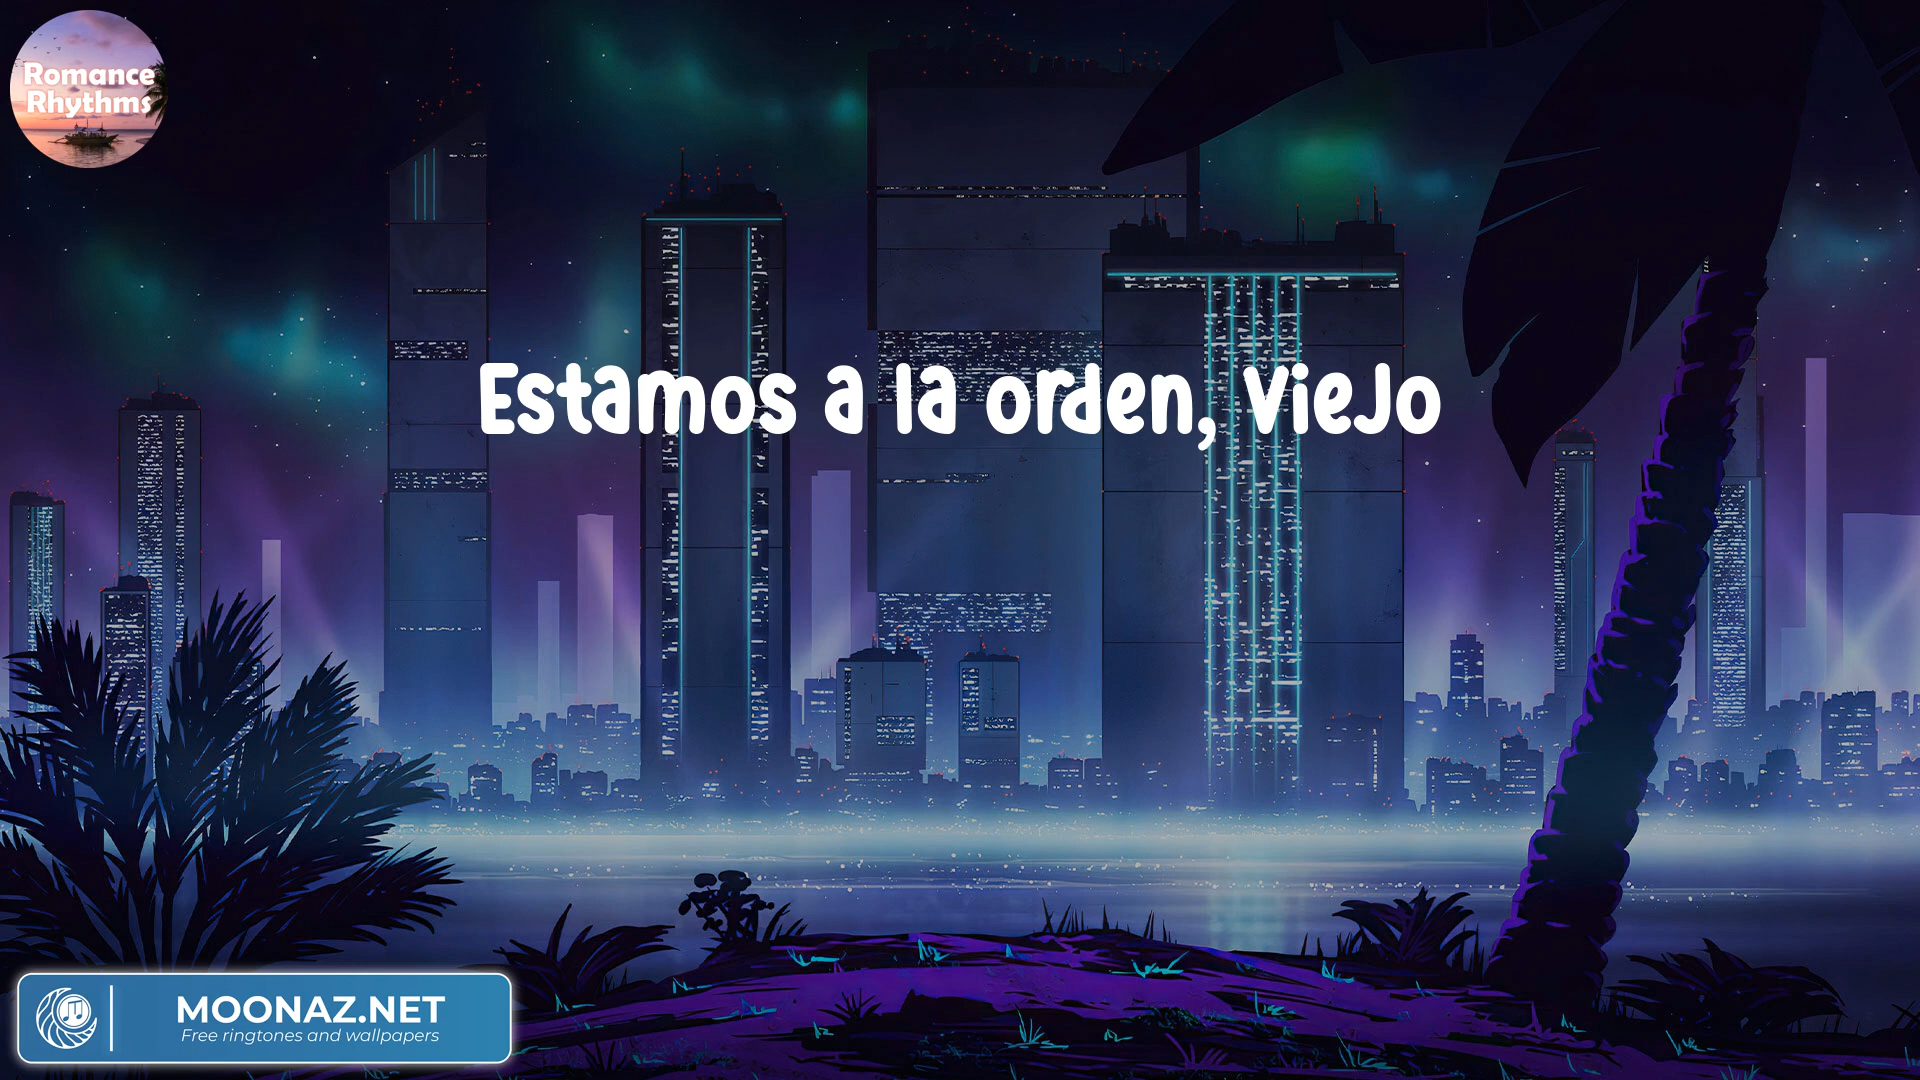 Romance
Rhythms
Estamos a la orden, viejo
MOONAZ.NET
Free ringtones and wallpapers